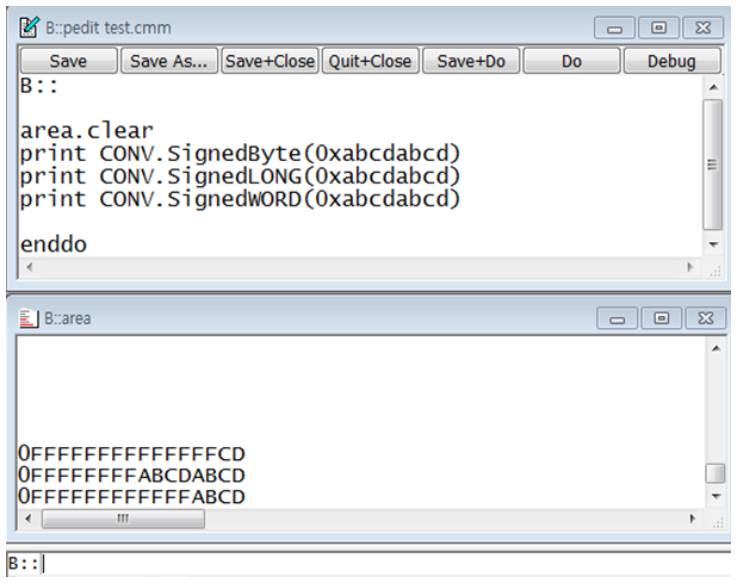 B::pedit test.cmm
Save Save As... Save+Close Quit+Close Save+Do Do Debug
B::
area.clear
print CONV.SignedByte(0xabcdabcd)
print CONV.SignedLONG(0xabcdabcd)
print CONV.SignedWORD(0xabcdabcd)
enddo
B::area
0FFFFFFFFFFFFFFCD
0FFFFFFFFABCDABCD
0FFFFFFFFFFFFABCD
B::